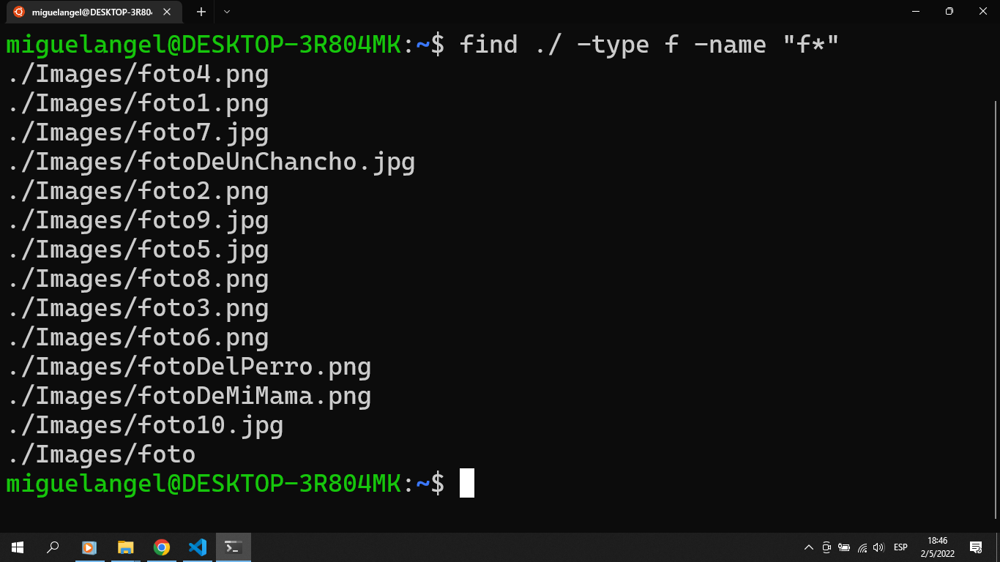 miguelangel@DESKTOP-3R804
miguelangel@DESKTOP-3R804MK:~$ find ./ -type f -name "f*"
./Images/foto4.png
./Images/foto1.png
./Images/foto7.jpg
./Images/fotoDeUnChancho.jpg
./Images/foto2.png
./Images/foto9.jpg
./Images/foto5.jpg
./Images/foto8.png
./Images/foto3.png
./Images/foto6.png
./Images/fotoDelPerro.png
./Images/fotoDeMiMama.png
./Images/foto10.jpg
./Images/foto
miguelangel@DESKTOP-3R804MK:~$
ESP
18:46
2/5/2022